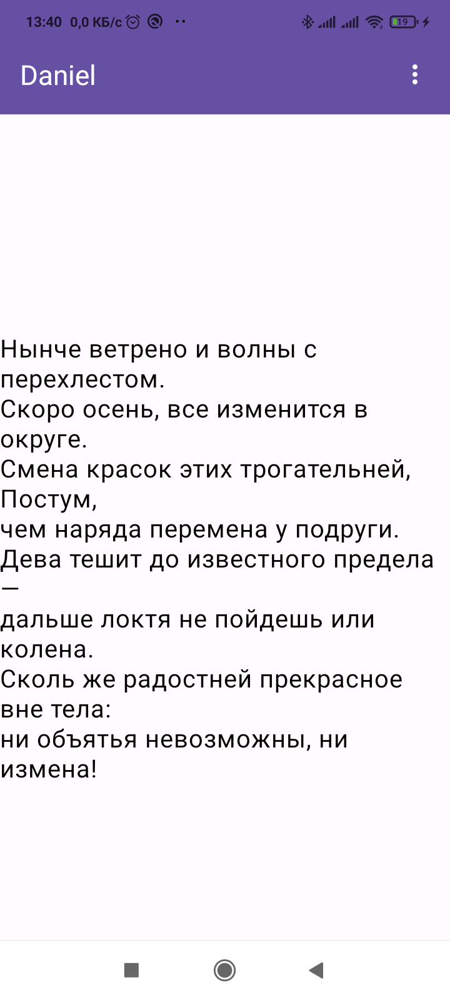 13:40 0,0 КБ/с 19
Daniel
Нынче ветрено и волны с
перехлестом.
Скоро осень, все изменится в
округе.
Смена красок этих трогательней,
Постум,
чем наряда перемена у подруги.
Дева тешит до известного предела
—
дальше локтя не пойдешь или
колена.
Сколь же радостней прекрасное
вне тела:
ни объятья невозможны, ни
измена!